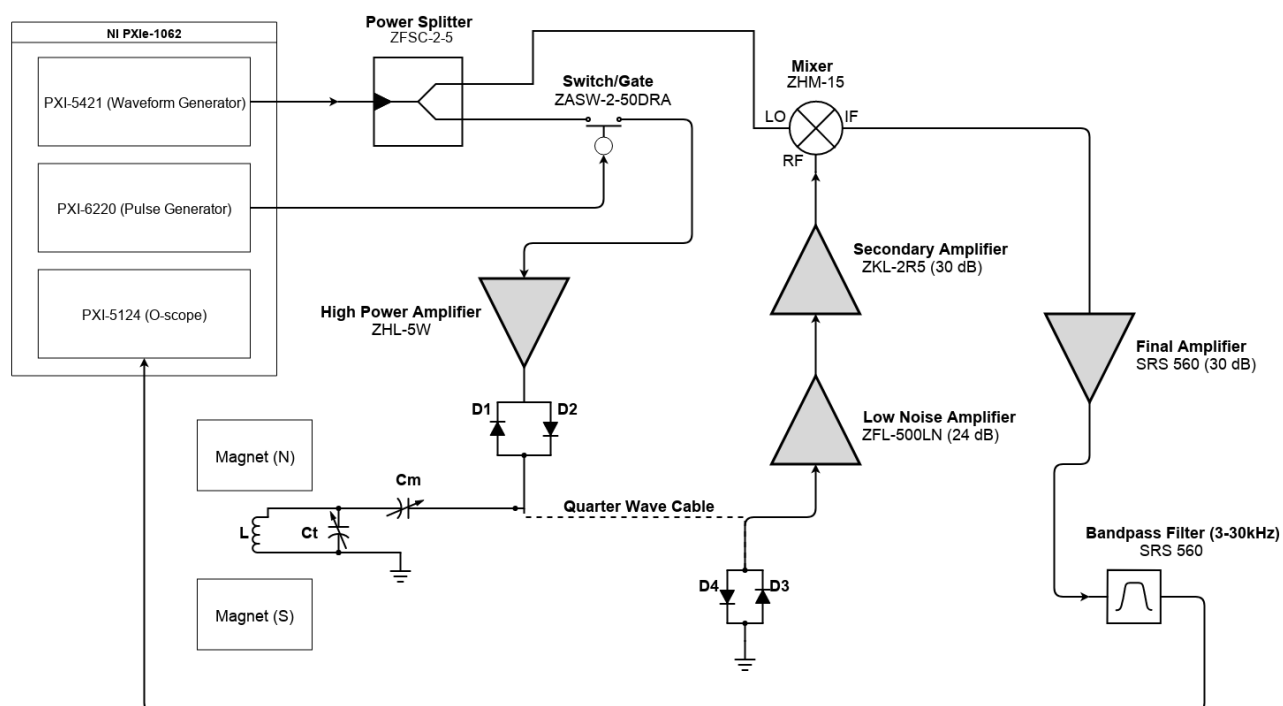 NI PXIe-1062
PXI-5421 (Waveform Generator)
PXI-6220 (Pulse Generator)
PXI-5124 (O-scope)
Power Splitter
ZFSC-2-5
Switch/Gate
ZASW-2-50DRA
Mixer
ZHM-15
LO
IF
RF
High Power Amplifier
ZHL-5W
Secondary Amplifier
ZKL-2R5 (30 dB)
Final Amplifier
SRS 560 (30 dB)
D1
D2
Low Noise Amplifier
ZFL-500LN (24 dB)
Magnet (N)
Cm
Quarter Wave Cable
L
Ct
Bandpass Filter (3-30kHz)
SRS 560
D4
D3
Magnet (S)